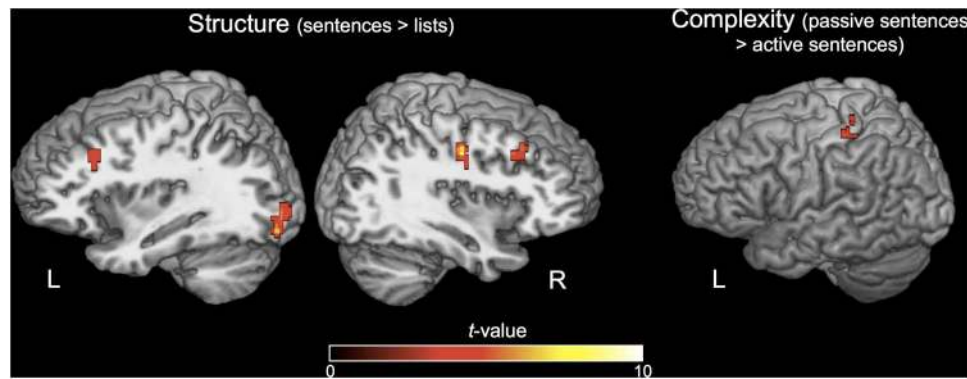 Structure (sentences > lists)
Complexity (passive sentences
> active sentences)
L
R
L
t-value
0
10